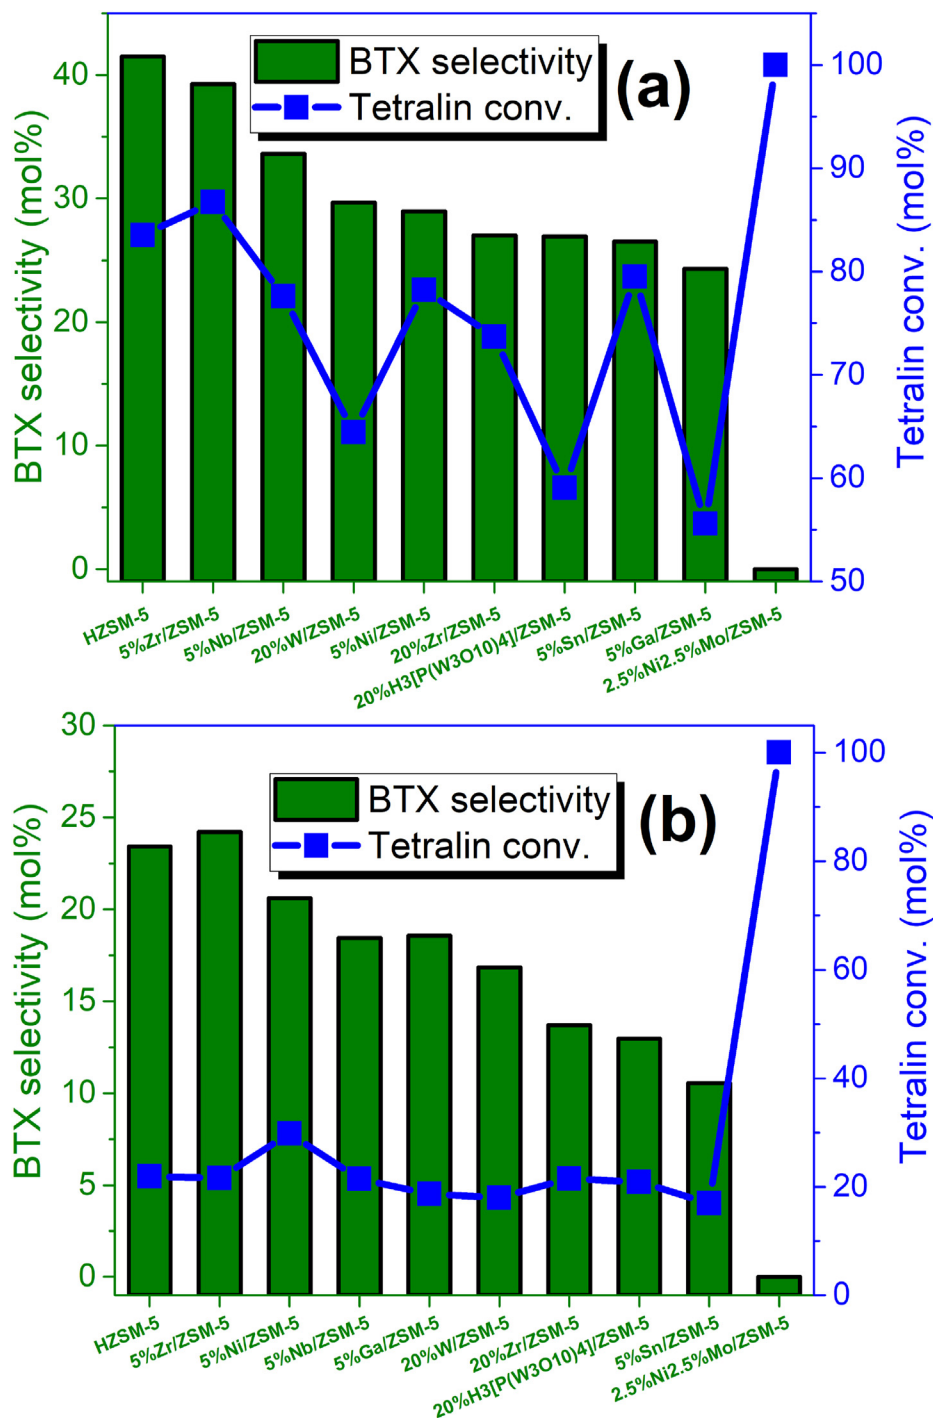 BTX selectivity
Tetralin conv.
(a)
BTX selectivity (mol%)
40
30
20
10
0
Tetralin conv. (mol%)
100
90
80
70
60
50
HZSM-5
5%Zr/ZSM-5
5%Nb/ZSM-5
20%W/ZSM-5
5%Ni/ZSM-5
20%Zr/ZSM-5
20%H3[P(W3O10)4]/ZSM-5
5%Sn/ZSM-5
5%Ga/ZSM-5
2.5%Ni2.5%Mo/ZSM-5
BTX selectivity
Tetralin conv.
(b)
BTX selectivity (mol%)
30
25
20
15
10
5
0
Tetralin conv. (mol%)
100
80
60
40
20
0
HZSM-5
5%Zr/ZSM-5
5%Ni/ZSM-5
5%Nb/ZSM-5
5%Ga/ZSM-5
20%W/ZSM-5
20%Zr/ZSM-5
20%H3[P(W3O10)4]/ZSM-5
5%Sn/ZSM-5
2.5%Ni2.5%Mo/ZSM-5